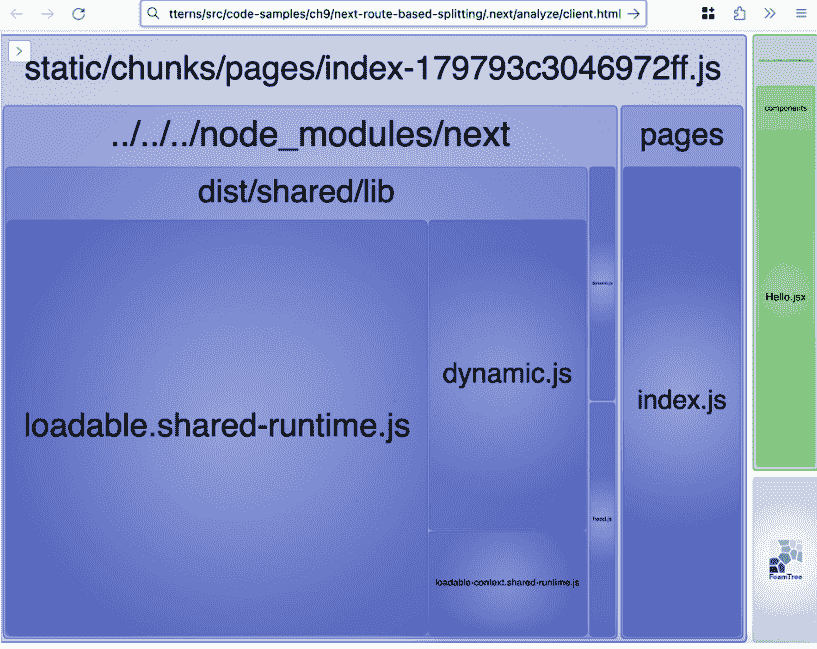 tterns/src/code-samples/ch9/next-route-based-splitting/.next/analyze/client.html
static/chunks/pages/index-179793c3046972ff.js
../../../node_modules/next
pages
dist/shared/lib
loadable.shared-runtime.js
dynamic.js
loadable-context.shared-runtime.js
head.js
index.js
components
Hello.jsx
FoamTree